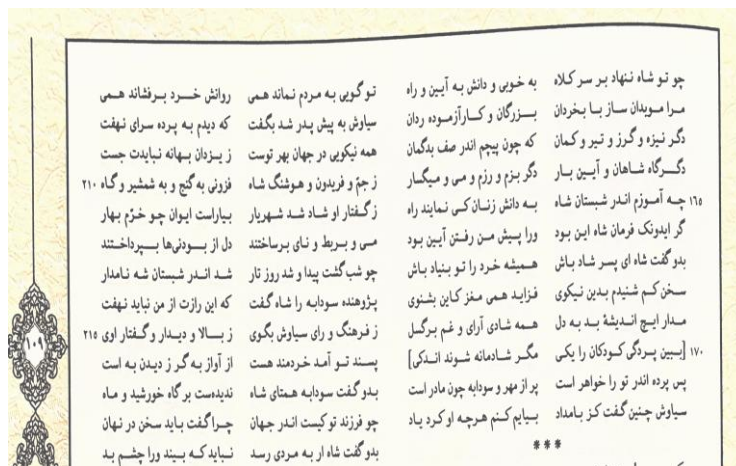 چو تو شاه ننهاد بر سر کلاه به خوبی و دانش به آیین و راه
مرا موبدان ساز با بخردان بزرگان و کارآزموده ردان
دگر نیزه و گرز و تیر و کمان که چون پیچم اندر صف بدگمان
دگر گاه شاهان و آیین بار دگر بزم و رزم و می و میگسار
۱۶۵ چه آموزم اندر شبستان شاه به دانش زنان کی نمایند راه
گر ایدونک فرمان شاه این بود ورا پیش من رفتن آیین بود
بدو گفت شاه ای پسر شاد باش همیشه خرد را تو بنیاد باش
سخن کم شنیدم بدین نیکوی فزاید همی مغز کاین بشنوی
مدار ایچ اندیشهٔ بد به دل همه شادی آرای و غم برگسل
۱۷۰ [ببین پردگی کودکان را یکی مگر شادمانه شوند اندکی]
پس پرده اندر تو را خواهر است پر از مهر و سودابه چون مادر است
سیاوش چنین گفت کز بامداد بیایم کنم هرچه او کرد یاد
***
تو گویی به مردم نماند همی روانش خرد برفشاند همی
سیاوش به پیش پدر شد بگفت که دیدم به پرده سرای نهفت
همه نیکویی در جهان بهر توست ز یزدان بهانه نبایدت جست
ز جمّ و فریدون و هوشنگ شاه فزونی به گنج و به شمشیر و گاه ۲۱۰
ز گفتار او شاد شد شهریار بیاراست ایوان چو خرّم بهار
می و بربط و نای برساختند دل از بودنی‌ها بپرداختند
چو شب گشت پیدا و شد روز تار شد اندر شبستان شه نامدار
پژوهنده سودابه را شاه گفت که این رازت از من نباید نهفت
ز فرهنگ و رای سیاوش بگوی ز بالا و دیدار و گفتار اوی ۲۱۵
پسند تو آمد خردمند هست از آواز به گر ز دیدن به است
بدو گفت سودابه همتای شاه ندیده‌ست بر گاه خورشید و ماه
چو فرزند تو کیست اندر جهان چرا گفت باید سخن در نهان
بدو گفت شاه ار به مردی رسد نباید که بیند ورا چشم بد
۱۰۹